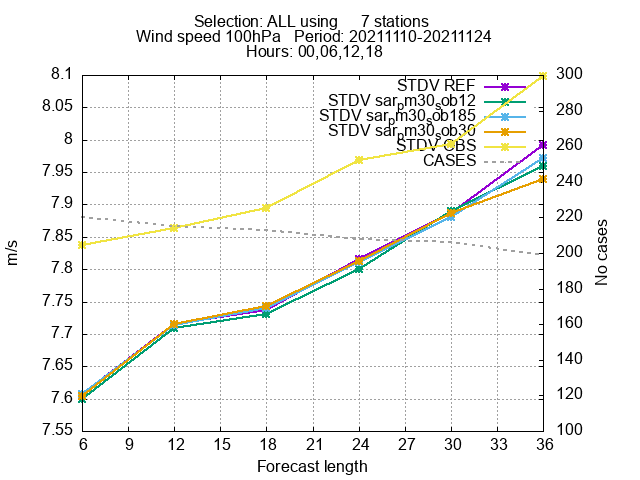 Selection: ALL using 7 stations
Wind speed 100hPa Period: 20211110-20211124
Hours: 00,06,12,18
8.1
8.05
8
7.95
7.9
7.85
7.8
7.75
7.7
7.65
7.6
7.55
m/s
STDV REF
STDV sar_pm30_sob12
STDV sar_pm30_sob185
STDV sar_pm30_sob30
STDV OBS
CASES
300
280
260
240
220
200
180
160
140
120
100
No cases
6 9 12 15 18 21 24 27 30 33 36
Forecast length